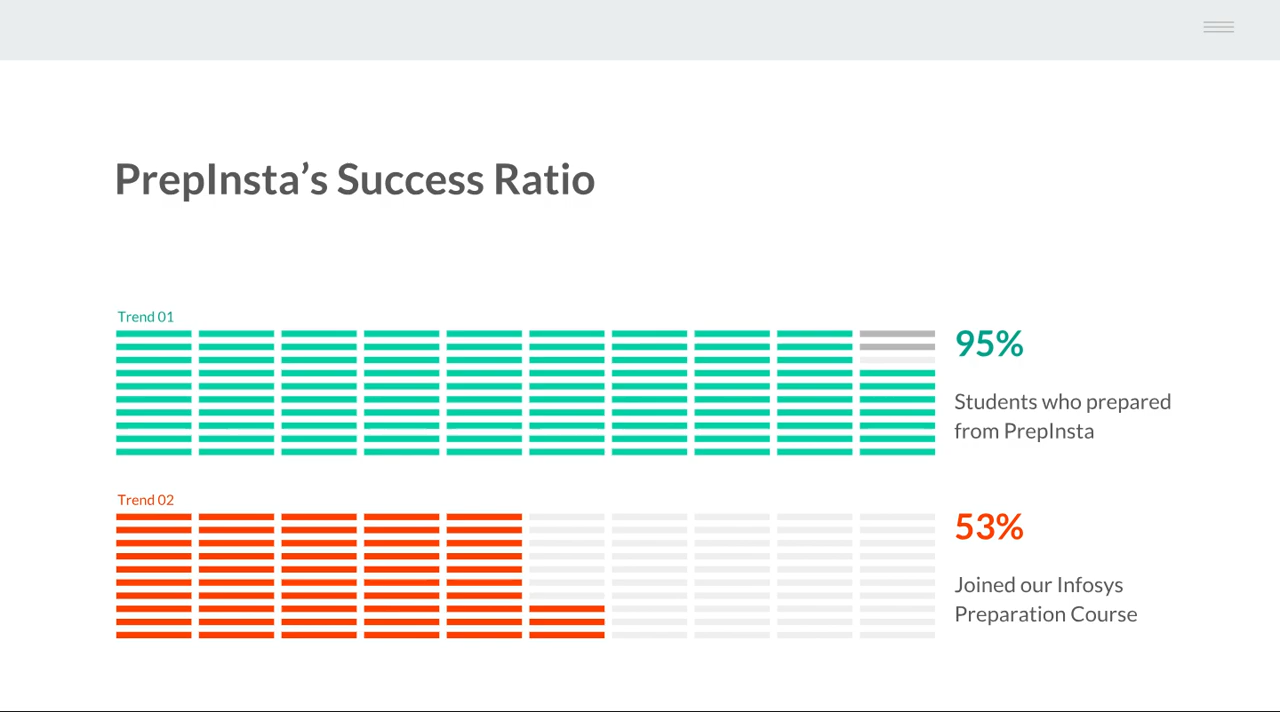 PrepInsta’s Success Ratio
Trend 01
95%
Students who prepared
from PrepInsta
Trend 02
53%
Joined our Infosys
Preparation Course